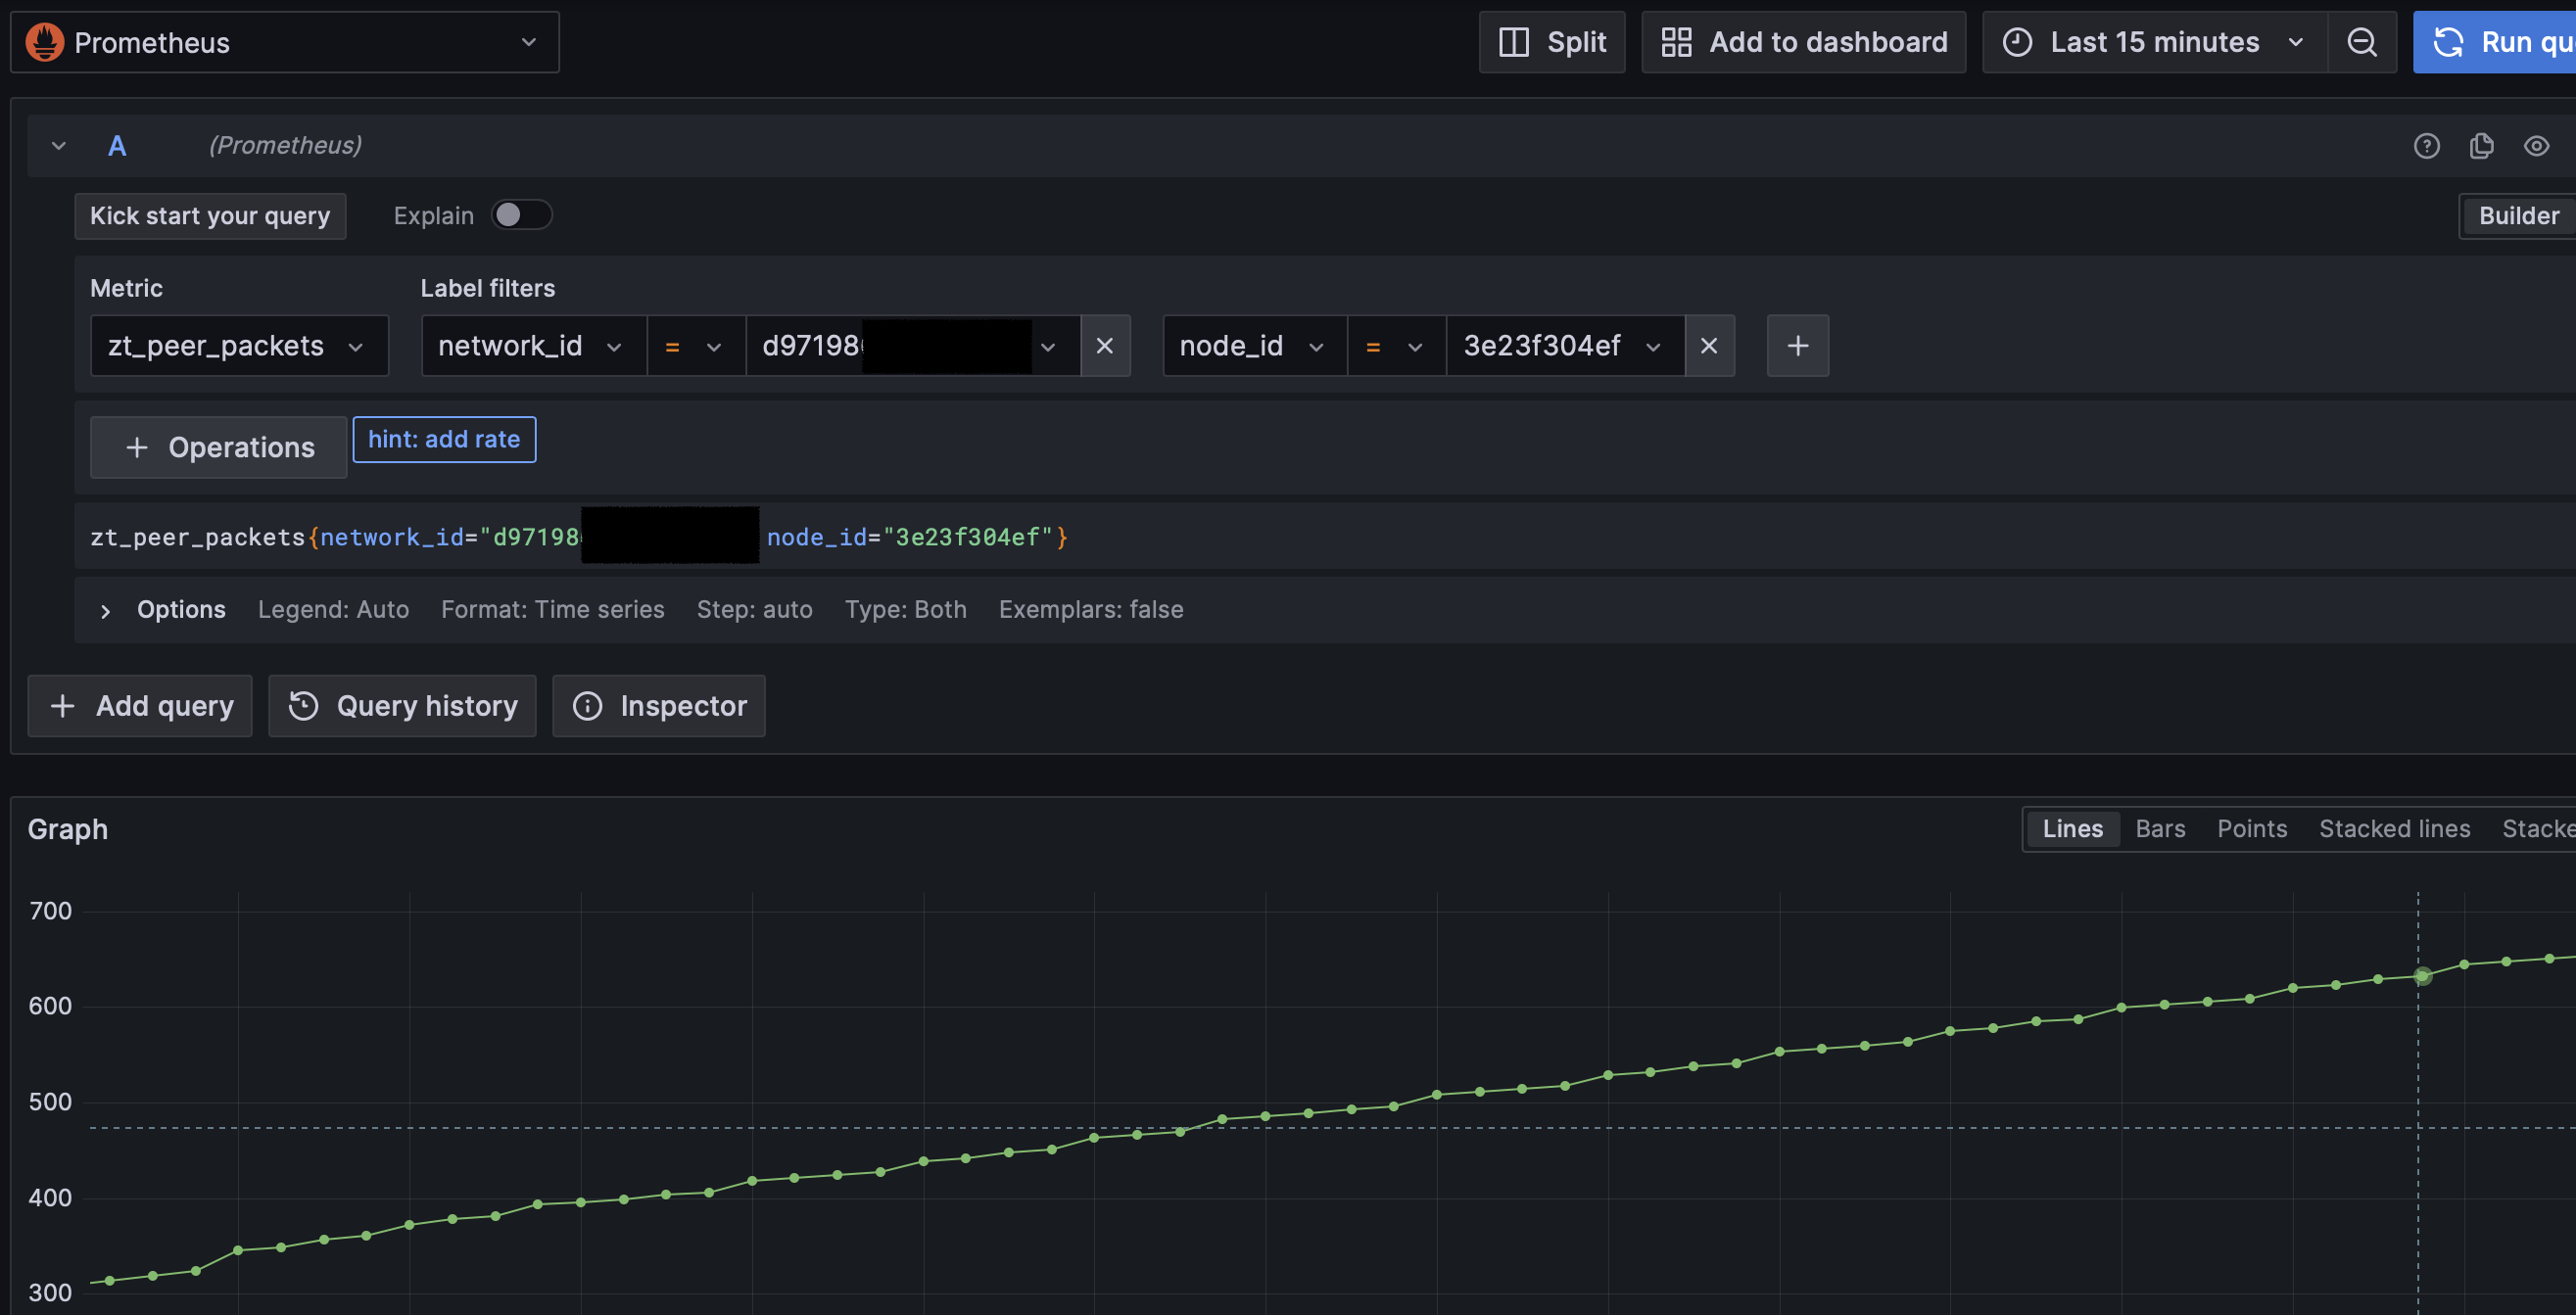 Prometheus
Split
Add to dashboard
Last 15 minutes
Run qu
A
(Prometheus)
Kick start your query
Explain
Builder
Metric
Label filters
zt_peer_packets
network_id
=
d97198
node_id
=
3e23f304ef
+ Operations
hint: add rate
zt_peer_packets{network_id="d97198
node_id="3e23f304ef"}
Options Legend: Auto Format: Time series Step: auto Type: Both Exemplars: false
+ Add query
Query history
Inspector
Graph
Lines Bars Points Stacked lines Stacke
700
600
500
400
300